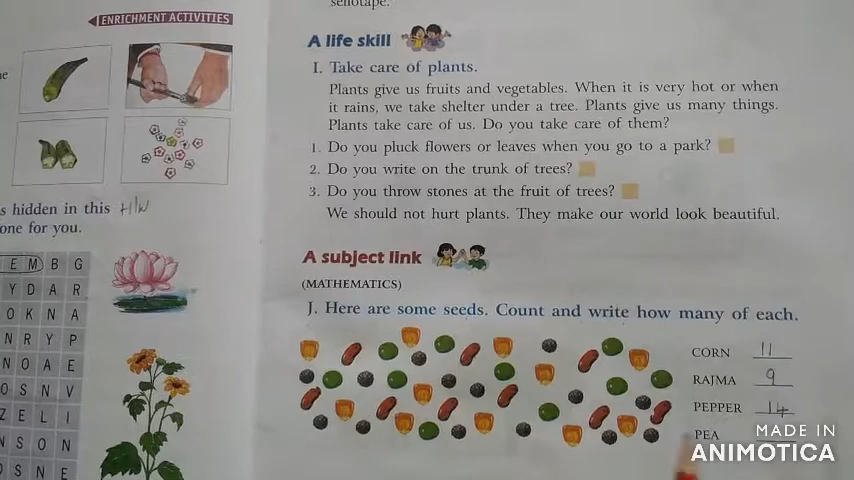 sellotape.
ENRICHMENT ACTIVITIES
s hidden in this H/W
one for you.
E M B G
Y D A R
O K N A
N R Y P
N O A E
O S N V
Z E L I
N S O N
O S N E
A life skill
I. Take care of plants.
Plants give us fruits and vegetables. When it is very hot or when
it rains, we take shelter under a tree. Plants give us many things.
Plants take care of us. Do you take care of them?
1. Do you pluck flowers or leaves when you go to a park?
2. Do you write on the trunk of trees?
3. Do you throw stones at the fruit of trees?
We should not hurt plants. They make our world look beautiful.
A subject link
(MATHEMATICS)
J. Here are some seeds. Count and write how many of each.
CORN 11
RAJMA 9
PEPPER 14
PEA
MADE IN
ANIMOTICA